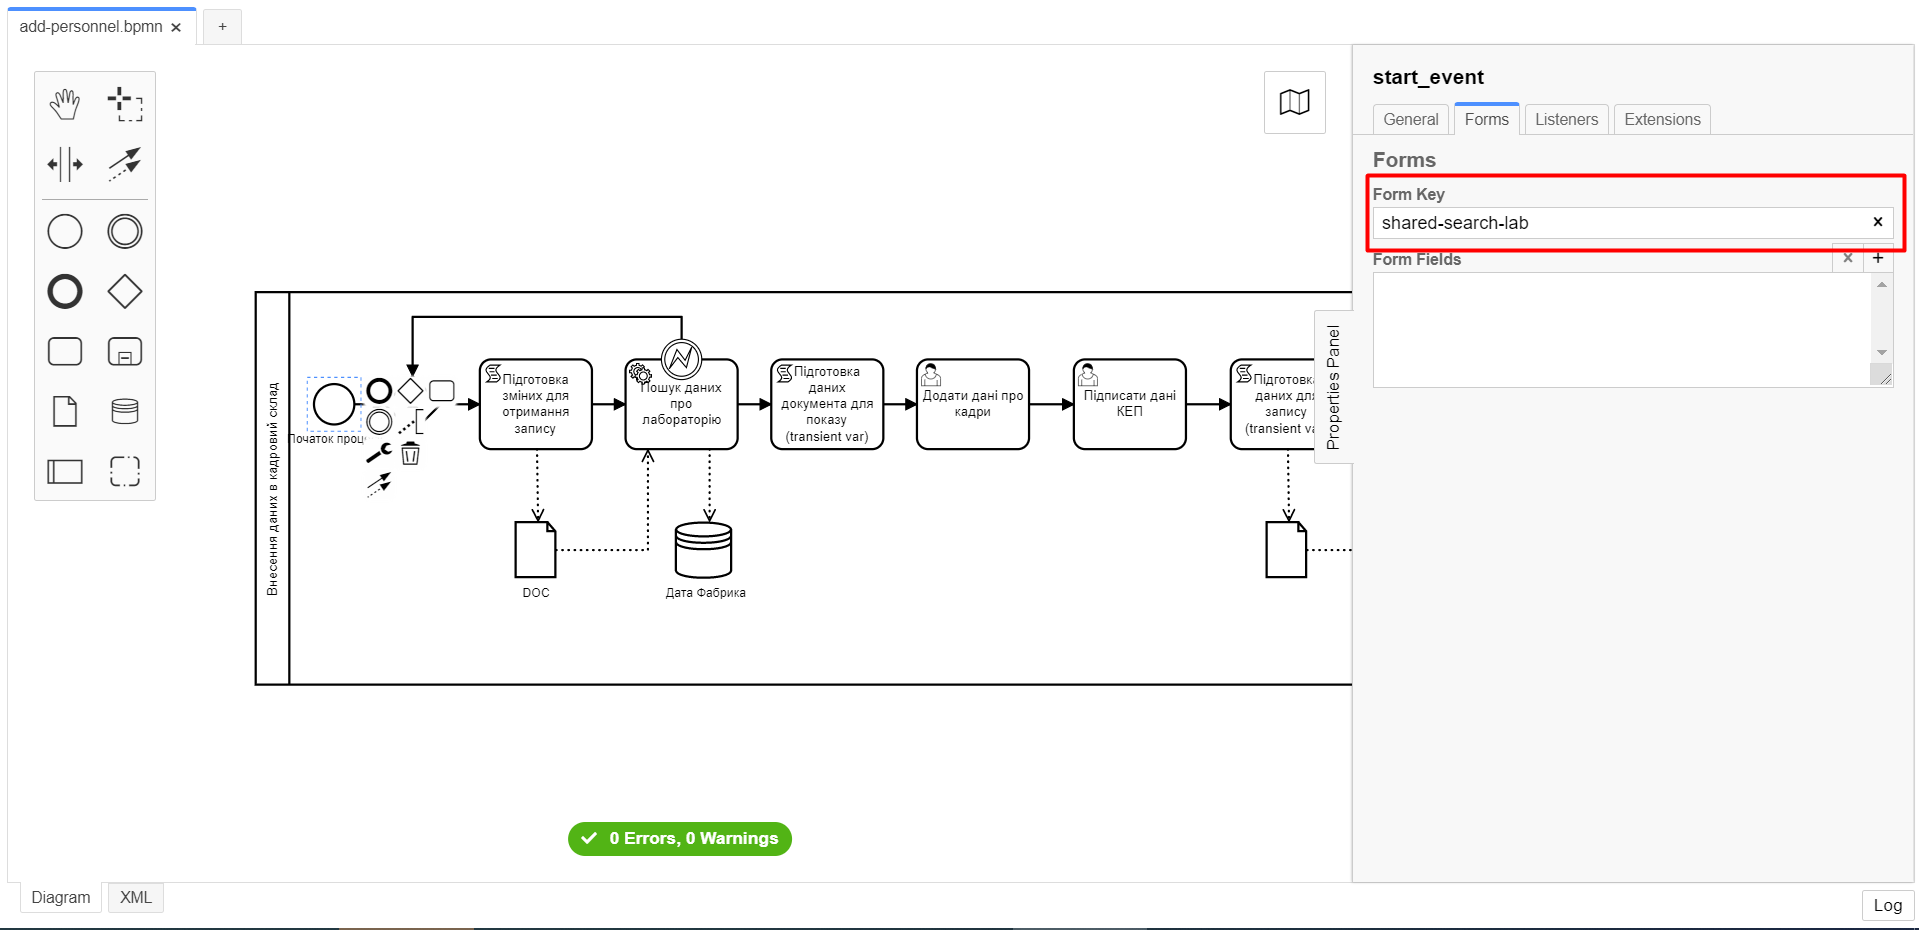 add-personnel.bpmn ×
+
start_event
General Forms Listeners Extensions
Forms
Form Key
shared-search-lab ×
Form Fields × +
Properties Panel
Внесення даних в кадровий склад
Початок проц
Підготовка
зміних для
отримання
запису
Пошук даних
про
лабораторію
Підготовка
даних
документа для
показу
(transient var)
Додати дані про
кадри
Підписати дані
КЕП
Підготовка
даних для
запису
(transient va
DOC
Дата Фабрика
0 Errors, 0 Warnings
Diagram XML
Log